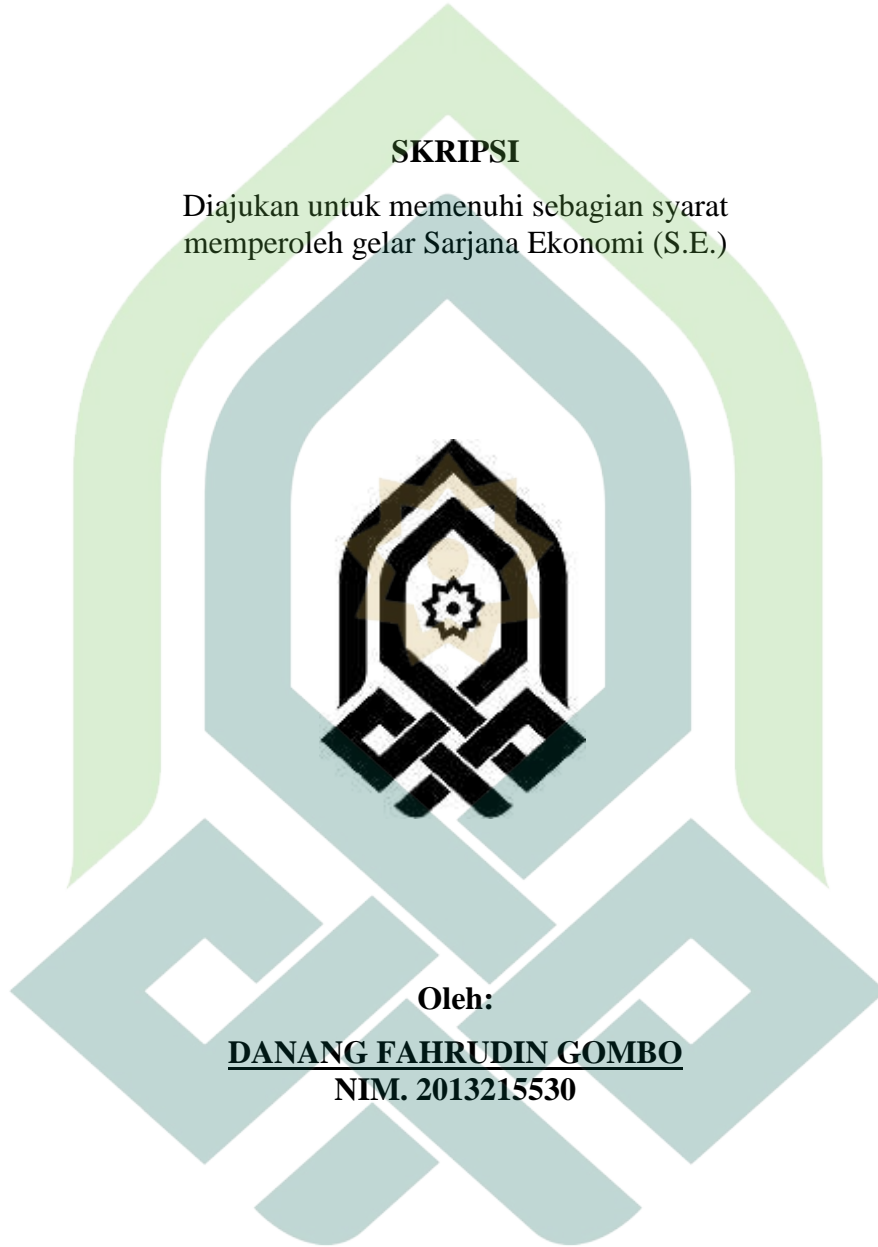 SKRIPSI
Diajukan untuk memenuhi sebagian syarat
memperoleh gelar Sarjana Ekonomi (S.E.)
Oleh:
DANANG FAHRUDIN GOMBO
NIM. 2013215530